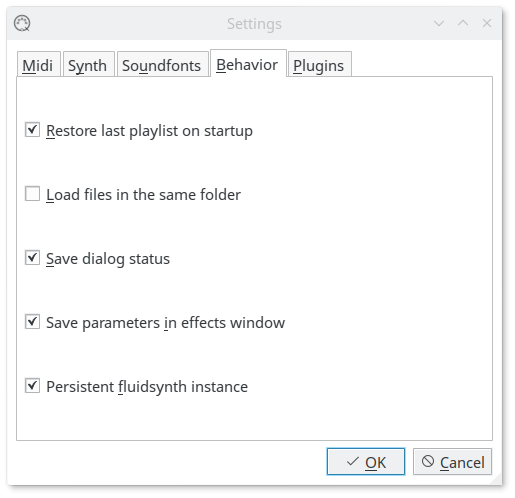 Settings
Midi Synth Soundfonts Behavior Plugins
Restore last playlist on startup
Load files in the same folder
Save dialog status
Save parameters in effects window
Persistent fluidsynth instance
OK Cancel